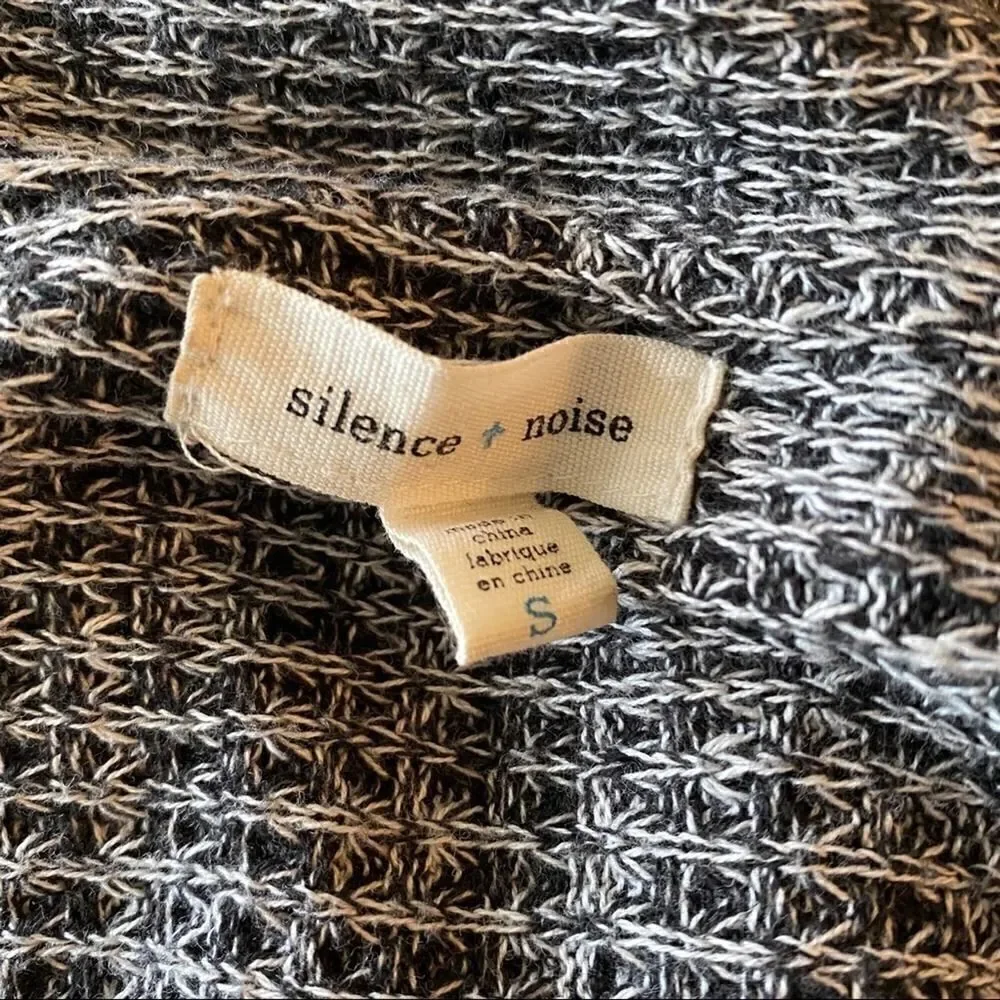 silence + noise
made in
china
fabrique
en chine
S